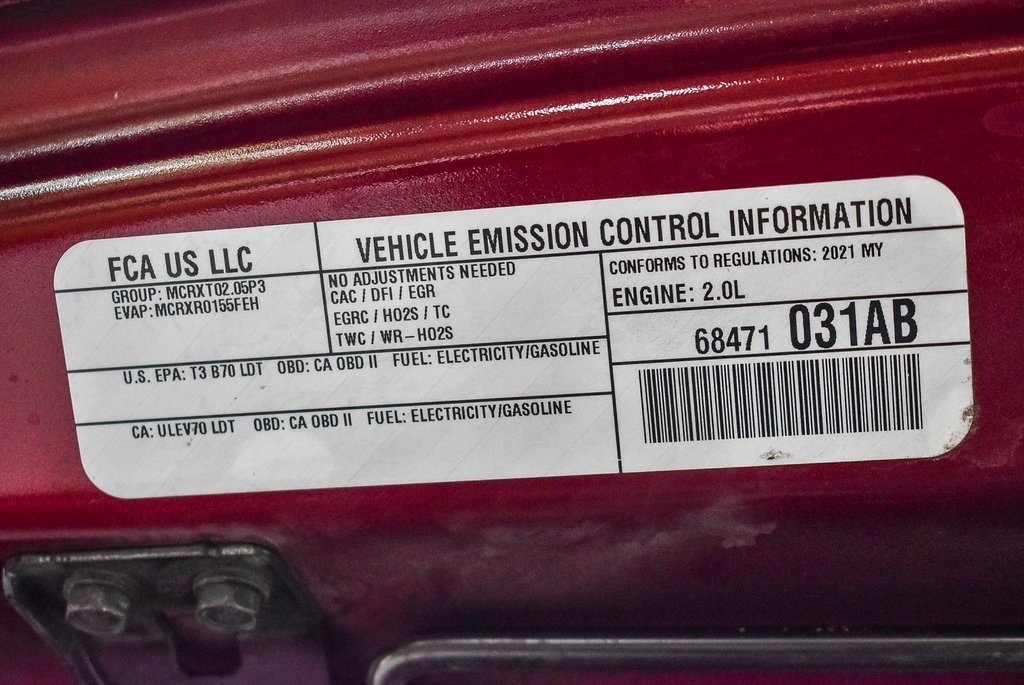 FCA US LLC
GROUP: MCRXT02.05P3
EVAP: MCRXR0155FEH
VEHICLE EMISSION CONTROL INFORMATION
NO ADJUSTMENTS NEEDED
CAC / DFI / EGR
EGRC / HO2S / TC
TWC / WR-HO2S
CONFORMS TO REGULATIONS: 2021 MY
ENGINE: 2.0L
68471 031AB
U.S. EPA: T3 B70 LDT OBD: CA OBD II FUEL: ELECTRICITY/GASOLINE
CA: ULEV70 LDT OBD: CA OBD II FUEL: ELECTRICITY/GASOLINE